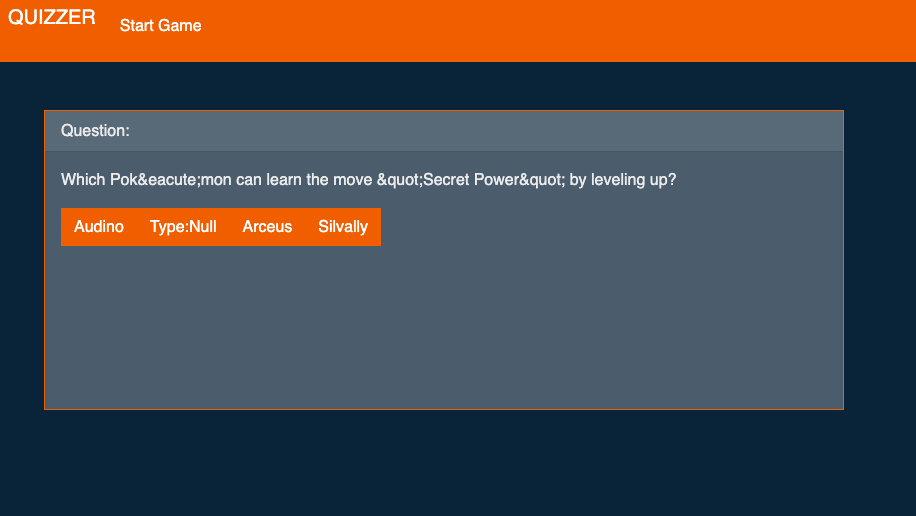 QUIZZER
Start Game
Question:
Which Pok&eacute;mon can learn the move &quot;Secret Power&quot; by leveling up?
Audino Type:Null Arceus Silvally